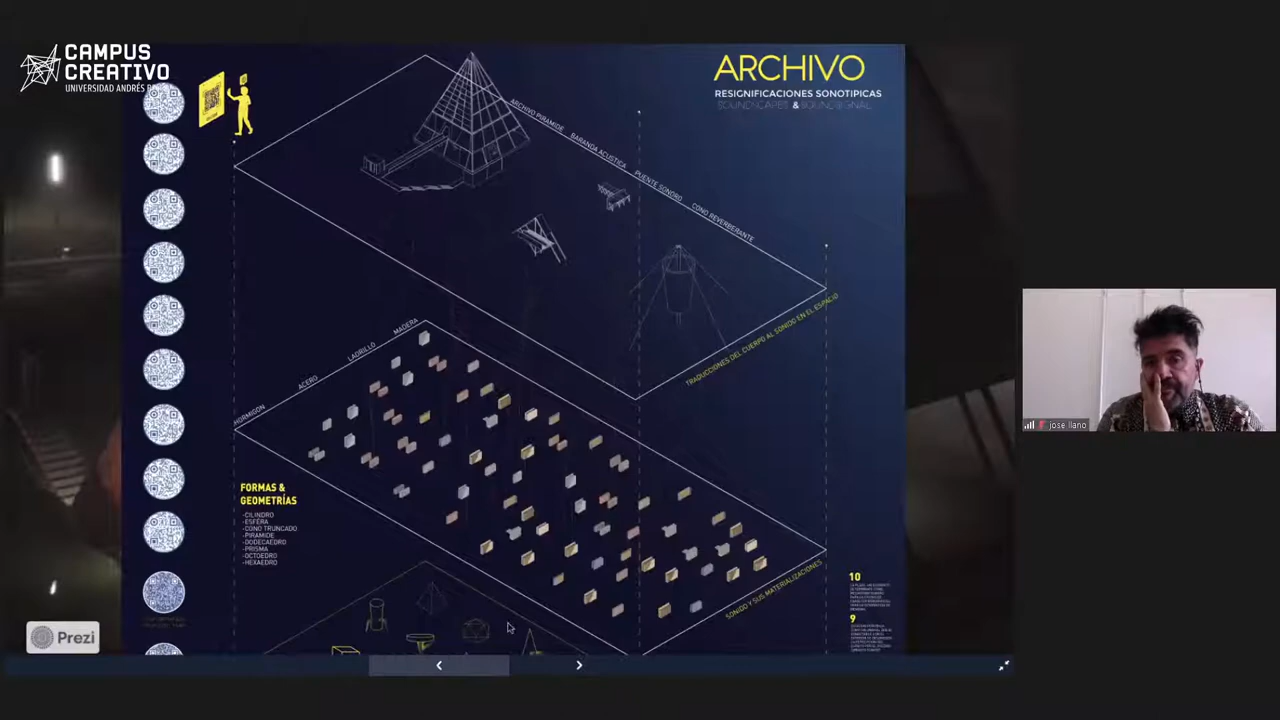 CAMPUS
CREATIVO
UNIVERSIDAD ANDRÉS
ARCHIVO
RESIGNIFICACIONES SONOTIPICAS
SOUNDSCAPES & SOUNDSIGNAL
ARCHIVO PIRAMIDE
BARANDA ACUSTICA
PUENTE SONORO
CONO REVERBERANTE
TRADUCCIONES DEL CUERPO AL SONIDO EN EL ESPACIO
MADERA
LADRILLO
ACERO
HORMIGON
FORMAS &
GEOMETRÍAS
-CILINDRO
-ESFERA
-CONO TRUNCADO
-PIRAMIDE
-DODECAEDRO
-PRISMA
-OCTOEDRO
-HEXAEDRO
SONIDO Y SUS MATERIALIZACIONES
10
9
jose llano
Prezi